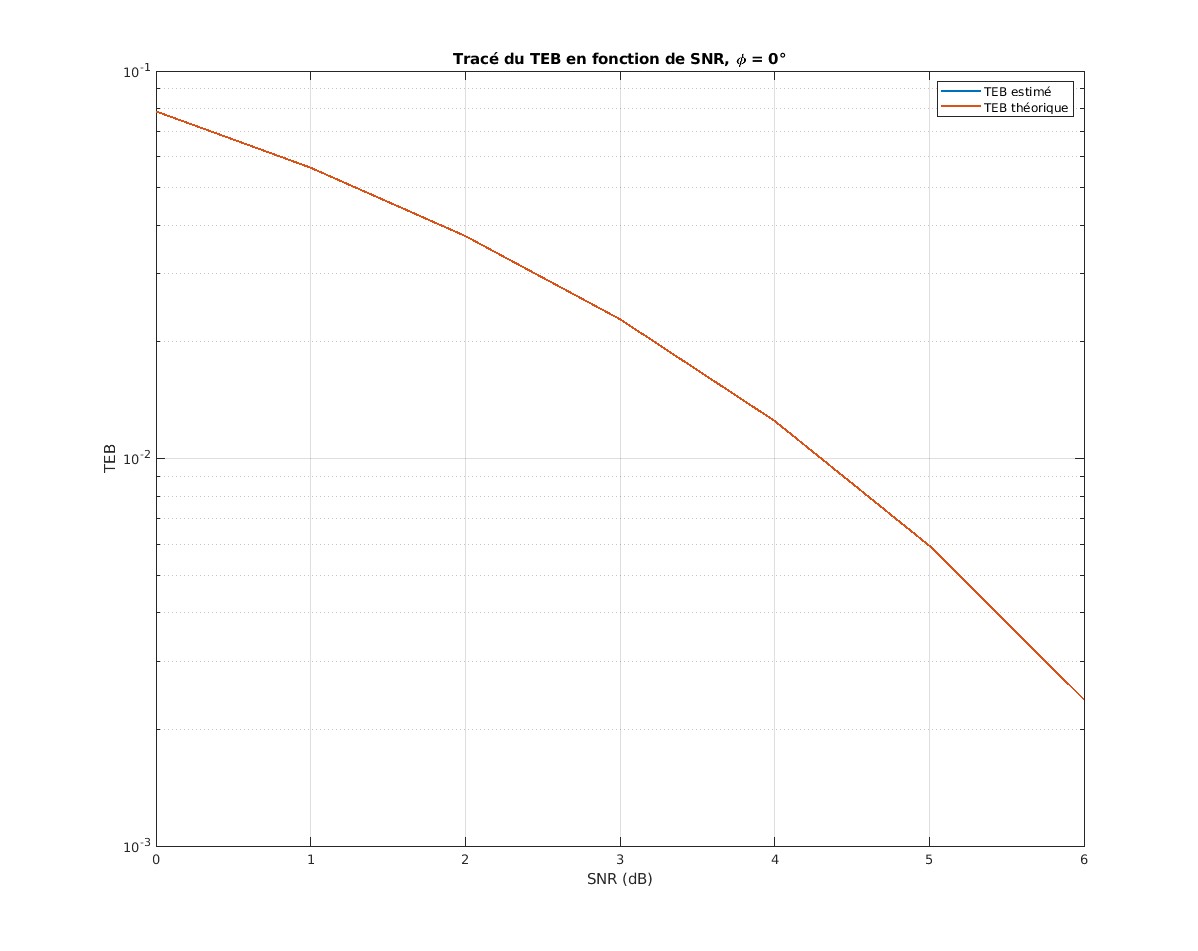 Tracé du TEB en fonction de SNR, ϕ = 0°
TEB estimé
TEB théorique
10-1
10-2
10-3
TEB
0 1 2 3 4 5 6
SNR (dB)